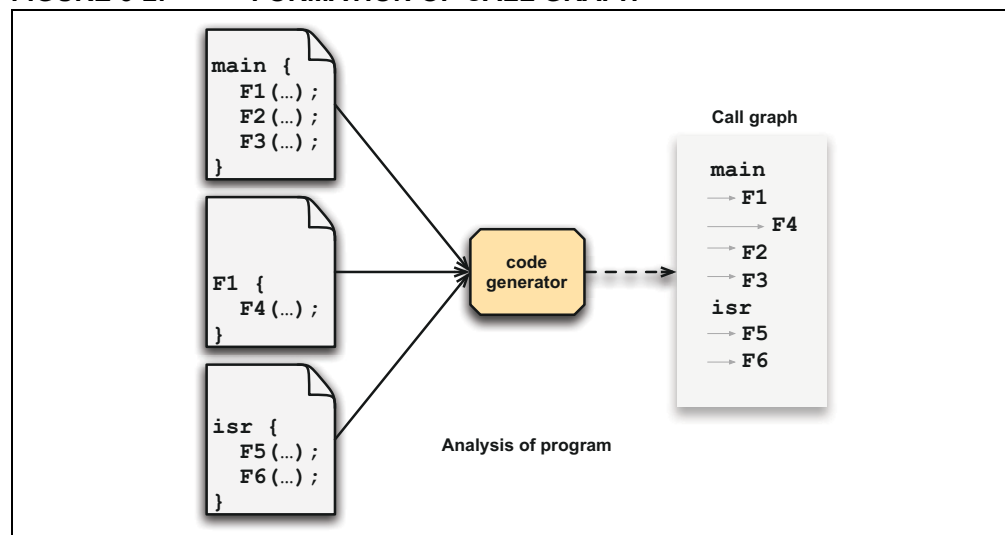 main {
F1(…);
F2(…);
F3(…);
}
F1 {
F4(…);
}
isr {
F5(…);
F6(…);
}
code
generator
Analysis of program
Call graph
main
F1
F4
F2
F3
isr
F5
F6